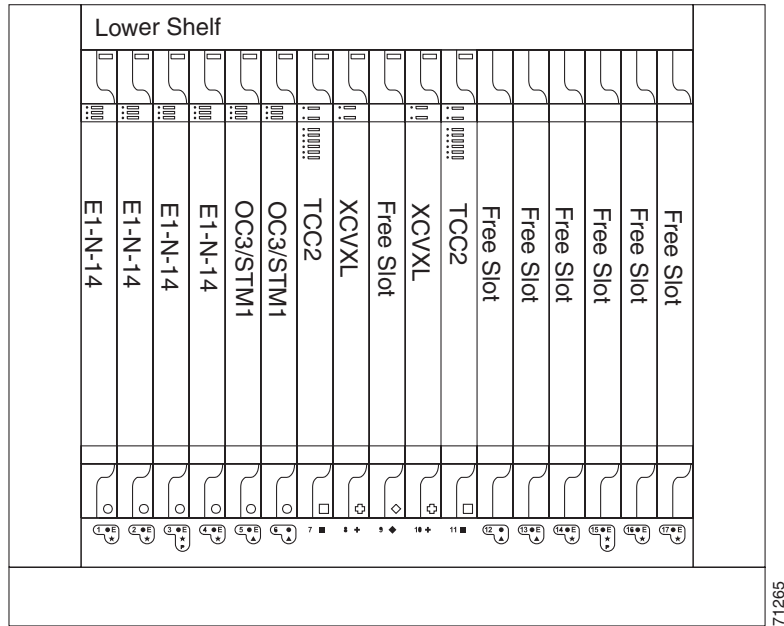 Lower Shelf
E1-N-14
E1-N-14
E1-N-14
E1-N-14
OC3/STM1
OC3/STM1
TCC2
XCVXL
Free Slot
XCVXL
TCC2
Free Slot
Free Slot
Free Slot
Free Slot
Free Slot
Free Slot
1 E
2 E
3 E P
4 E
5 E
6 E
7
8
9
10
11
12
13 E
14 E
15 E P
16 E
17 E
71265